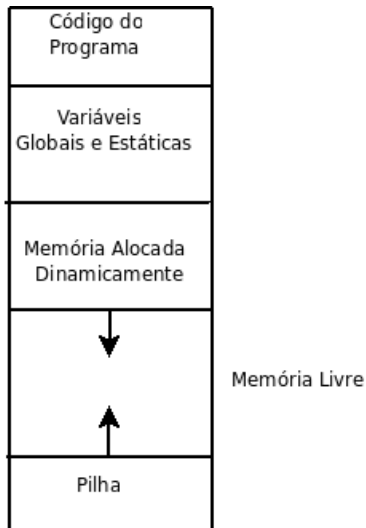 Código do
Programa
Variáveis
Globais e Estáticas
Memória Alocada
Dinamicamente
Memória Livre
Pilha